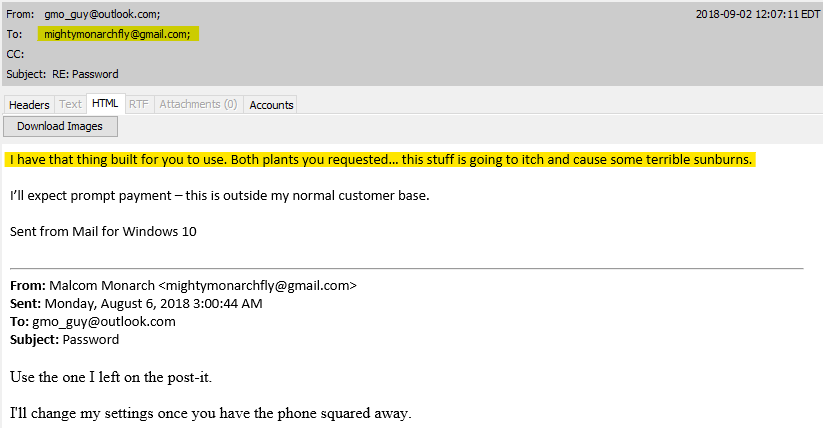 From: gmo_guy@outlook.com; 2018-09-02 12:07:11 EDT
To: mightymonarchfly@gmail.com;
CC:
Subject: RE: Password
Headers Text HTML RTF Attachments (0) Accounts
Download Images
I have that thing built for you to use. Both plants you requested... this stuff is going to itch and cause some terrible sunburns.
I'll expect prompt payment – this is outside my normal customer base.
Sent from Mail for Windows 10
From: Malcom Monarch <mightymonarchfly@gmail.com>
Sent: Monday, August 6, 2018 3:00:44 AM
To: gmo_guy@outlook.com
Subject: Password
Use the one I left on the post-it.
I'll change my settings once you have the phone squared away.